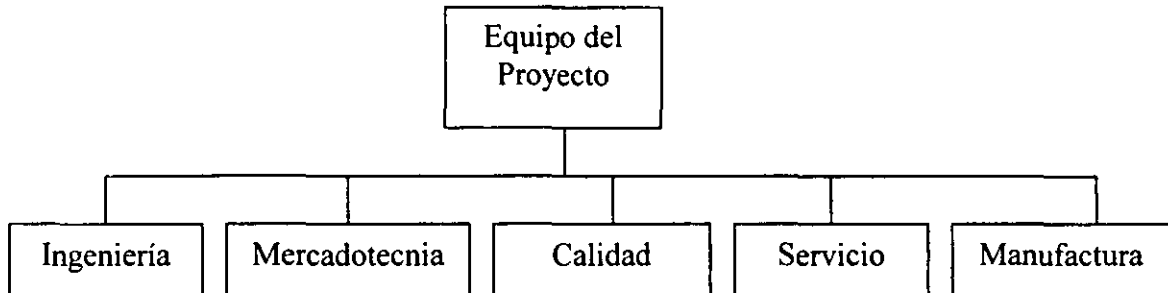 Equipo del
Proyecto
Ingeniería
Mercadotecnia
Calidad
Servicio
Manufactura